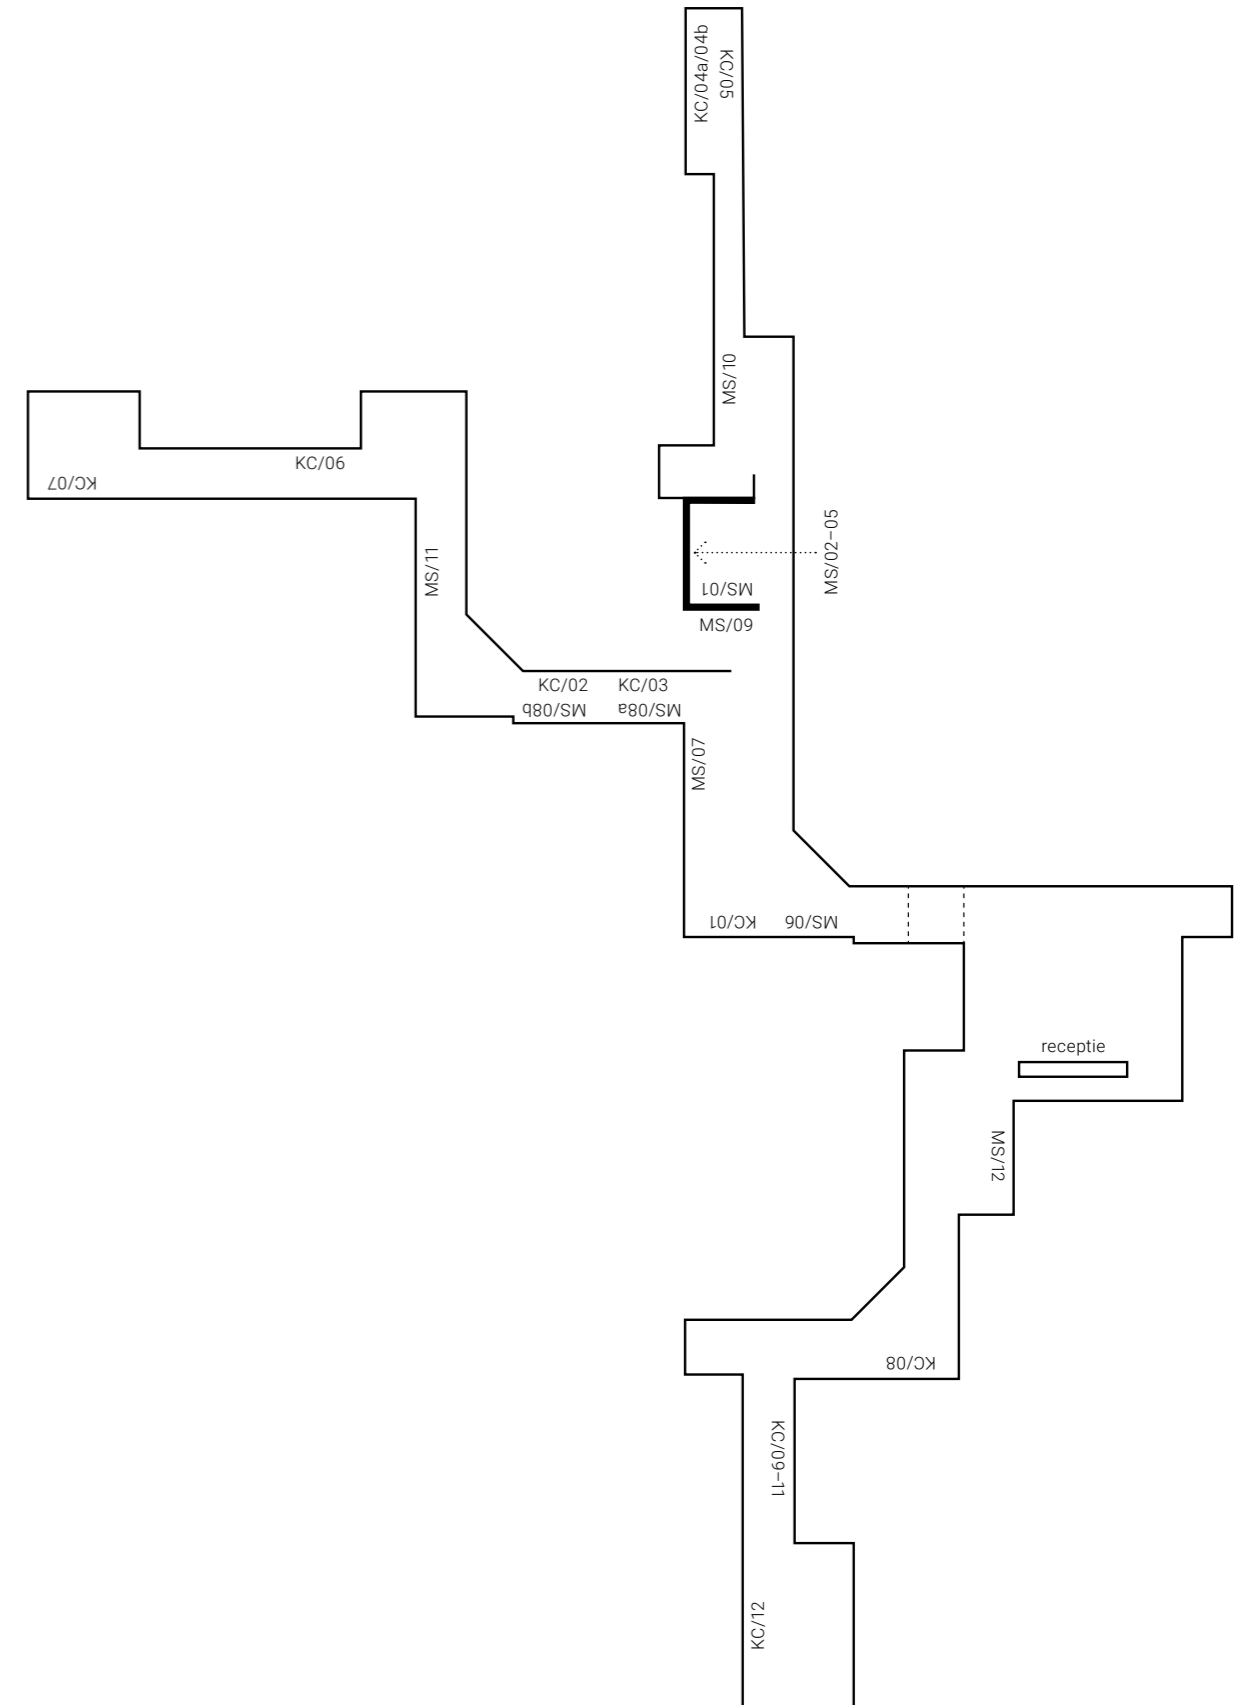 KC/04a/04b
KC/05
MS/10
KC/06
KC/07
MS/11
MS/02–05
MS/01
MS/09
KC/02
KC/03
MS/08b
MS/08a
MS/07
KC/01
MS/06
receptie
MS/12
KC/08
KC/09–11
KC/12